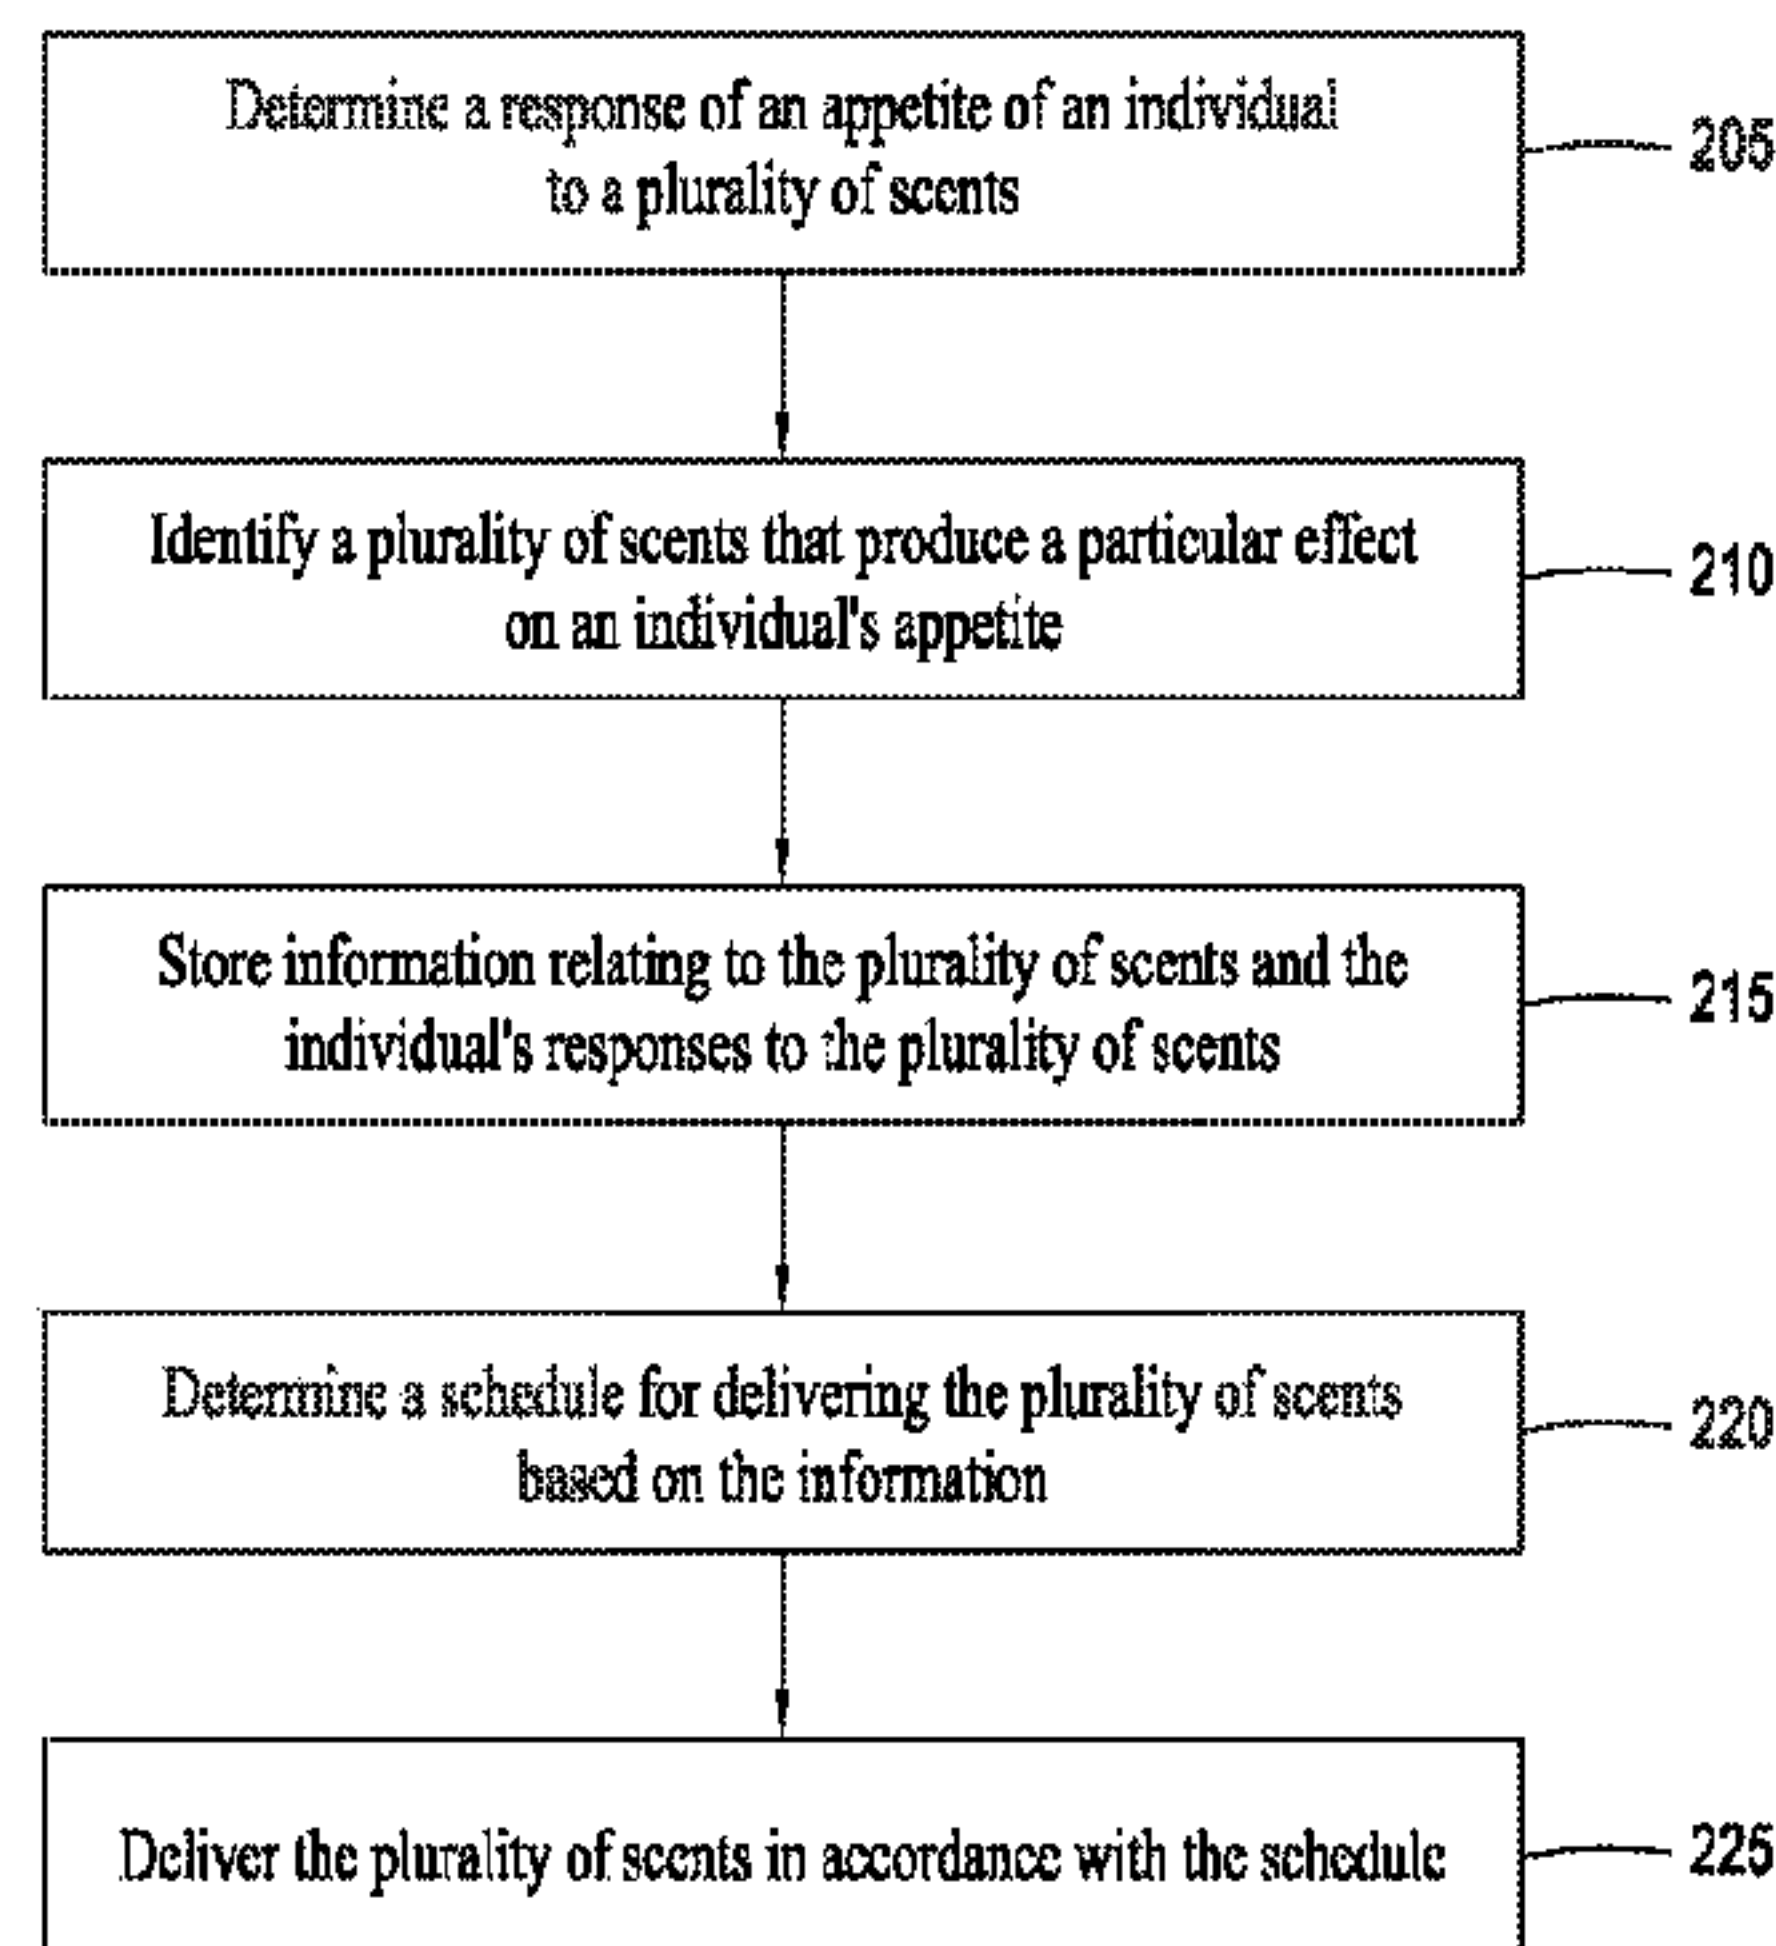 Determine a response of an appetite of an individual
to a plurality of scents
205
Identify a plurality of scents that produce a particular effect
on an individual's appetite
210
Store information relating to the plurality of scents and the
individual's responses to the plurality of scents
215
Determine a schedule for delivering the plurality of scents
based on the information
220
Deliver the plurality of scents in accordance with the schedule
225